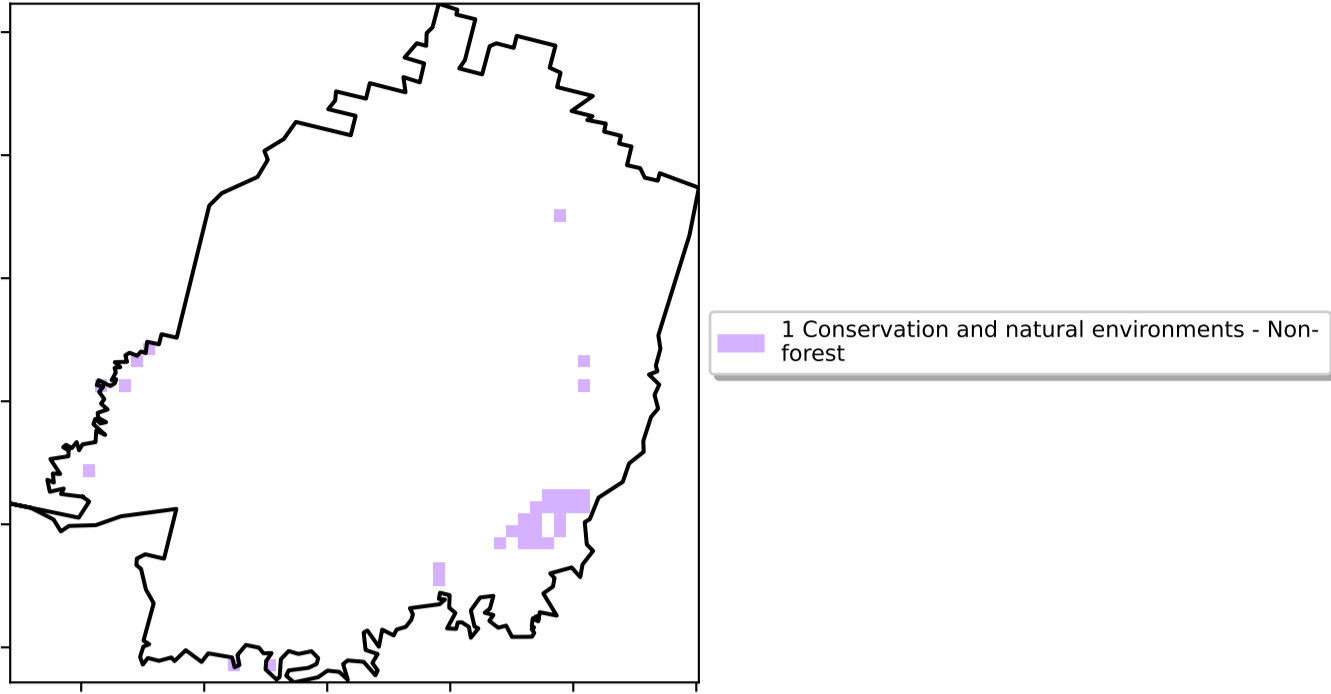 1 Conservation and natural environments - Non-
forest